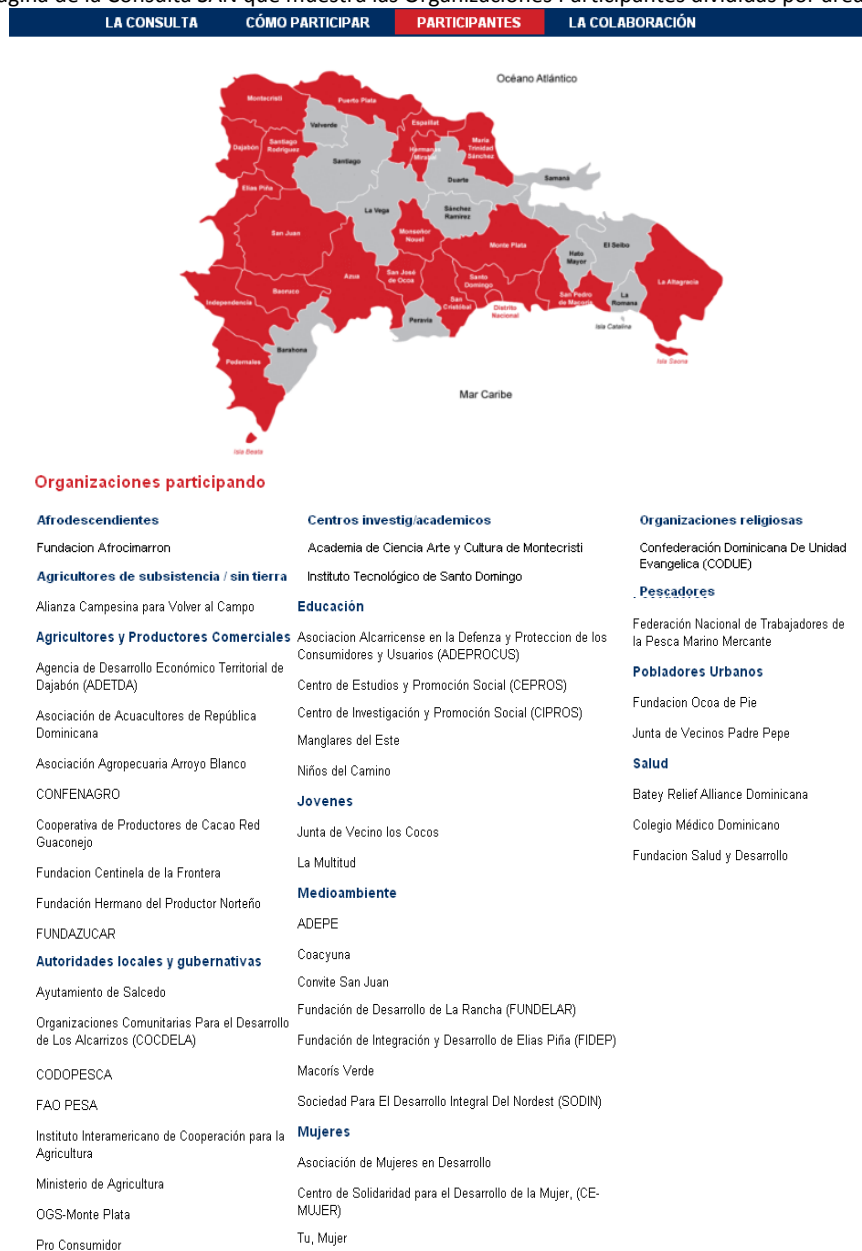 página de la Consulta SAN que muestra las Organizaciones Participantes divididas por área
LA CONSULTA CÓMO PARTICIPAR PARTICIPANTES LA COLABORACIÓN
Océano Atlántico
Montecristi
Puerto Plata
Valverde
Espaillat
Dajabón
Santiago Rodríguez
Hermanas Mirabal
María Trinidad Sánchez
Santiago
Duarte
Samaná
Elías Piña
La Vega
Sánchez Ramírez
San Juan
Monseñor Nouel
Monte Plata
Hato Mayor
El Seibo
Azua
San José de Ocoa
Santo Domingo
La Altagracia
Baoruco
Independencia
San Cristóbal
Distrito Nacional
San Pedro de Macorís
La Romana
Peravia
Isla Catalina
Barahona
Pedernales
Isla Saona
Mar Caribe
Isla Beata
Organizaciones participando
Afrodescendientes
Fundacion Afrocimarron
Agricultores de subsistencia / sin tierra
Alianza Campesina para Volver al Campo
Agricultores y Productores Comerciales
Agencia de Desarrollo Económico Territorial de
Dajabón (ADETDA)
Asociación de Acuacultores de República
Dominicana
Asociación Agropecuaria Arroyo Blanco
CONFENAGRO
Cooperativa de Productores de Cacao Red
Guaconejo
Fundacion Centinela de la Frontera
Fundación Hermano del Productor Norteño
FUNDAZUCAR
Autoridades locales y gubernativas
Ayutamiento de Salcedo
Organizaciones Comunitarias Para el Desarrollo
de Los Alcarrizos (COCDELA)
CODOPESCA
FAO PESA
Instituto Interamericano de Cooperación para la
Agricultura
Ministerio de Agricultura
OGS-Monte Plata
Pro Consumidor
Centros investig/academicos
Academia de Ciencia Arte y Cultura de Montecristi
Instituto Tecnológico de Santo Domingo
Educación
Asociacion Alcarricense en la Defenza y Proteccion de los
Consumidores y Usuarios (ADEPROCUS)
Centro de Estudios y Promoción Social (CEPROS)
Centro de Investigación y Promoción Social (CIPROS)
Manglares del Este
Niños del Camino
Jovenes
Junta de Vecino los Cocos
La Multitud
Medioambiente
ADEPE
Coacyuna
Convite San Juan
Fundación de Desarrollo de La Rancha (FUNDELAR)
Fundación de Integración y Desarrollo de Elias Piña (FIDEP)
Macorís Verde
Sociedad Para El Desarrollo Integral Del Nordest (SODIN)
Mujeres
Asociación de Mujeres en Desarrollo
Centro de Solidaridad para el Desarrollo de la Mujer, (CE-
MUJER)
Tu, Mujer
Organizaciones religiosas
Confederación Dominicana De Unidad
Evangelica (CODUE)
Pescadores
Federación Nacional de Trabajadores de
la Pesca Marino Mercante
Pobladores Urbanos
Fundacion Ocoa de Pie
Junta de Vecinos Padre Pepe
Salud
Batey Relief Alliance Dominicana
Colegio Médico Dominicano
Fundacion Salud y Desarrollo